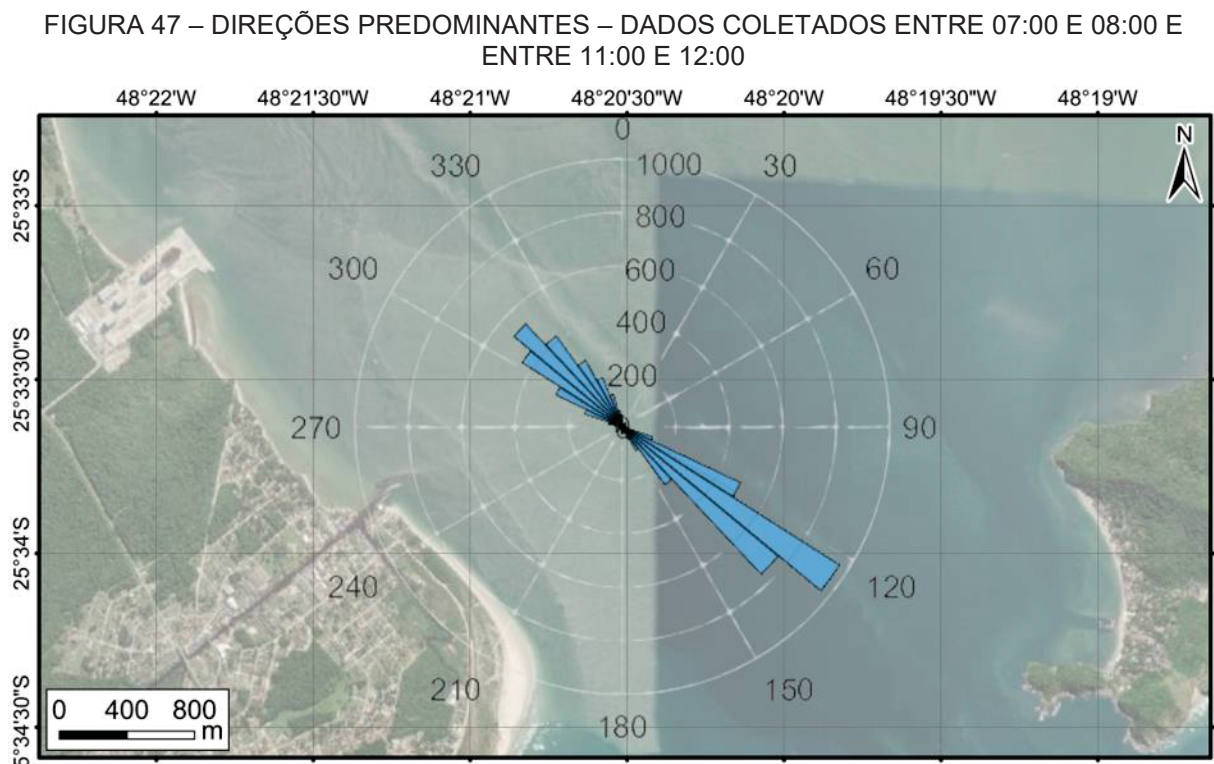 FIGURA 47 – DIREÇÕES PREDOMINANTES – DADOS COLETADOS ENTRE 07:00 E 08:00 E
ENTRE 11:00 E 12:00
48°22'W 48°21'30"W 48°21'W 48°20'30"W 48°20'W 48°19'30"W 48°19'W
N
0
330 1000 30
25°33'S
800
300 600 60
400
25°33'30"S
200
270 90
25°34'S
240 120
210 150
0 400 800
m
180
5°34'30"S